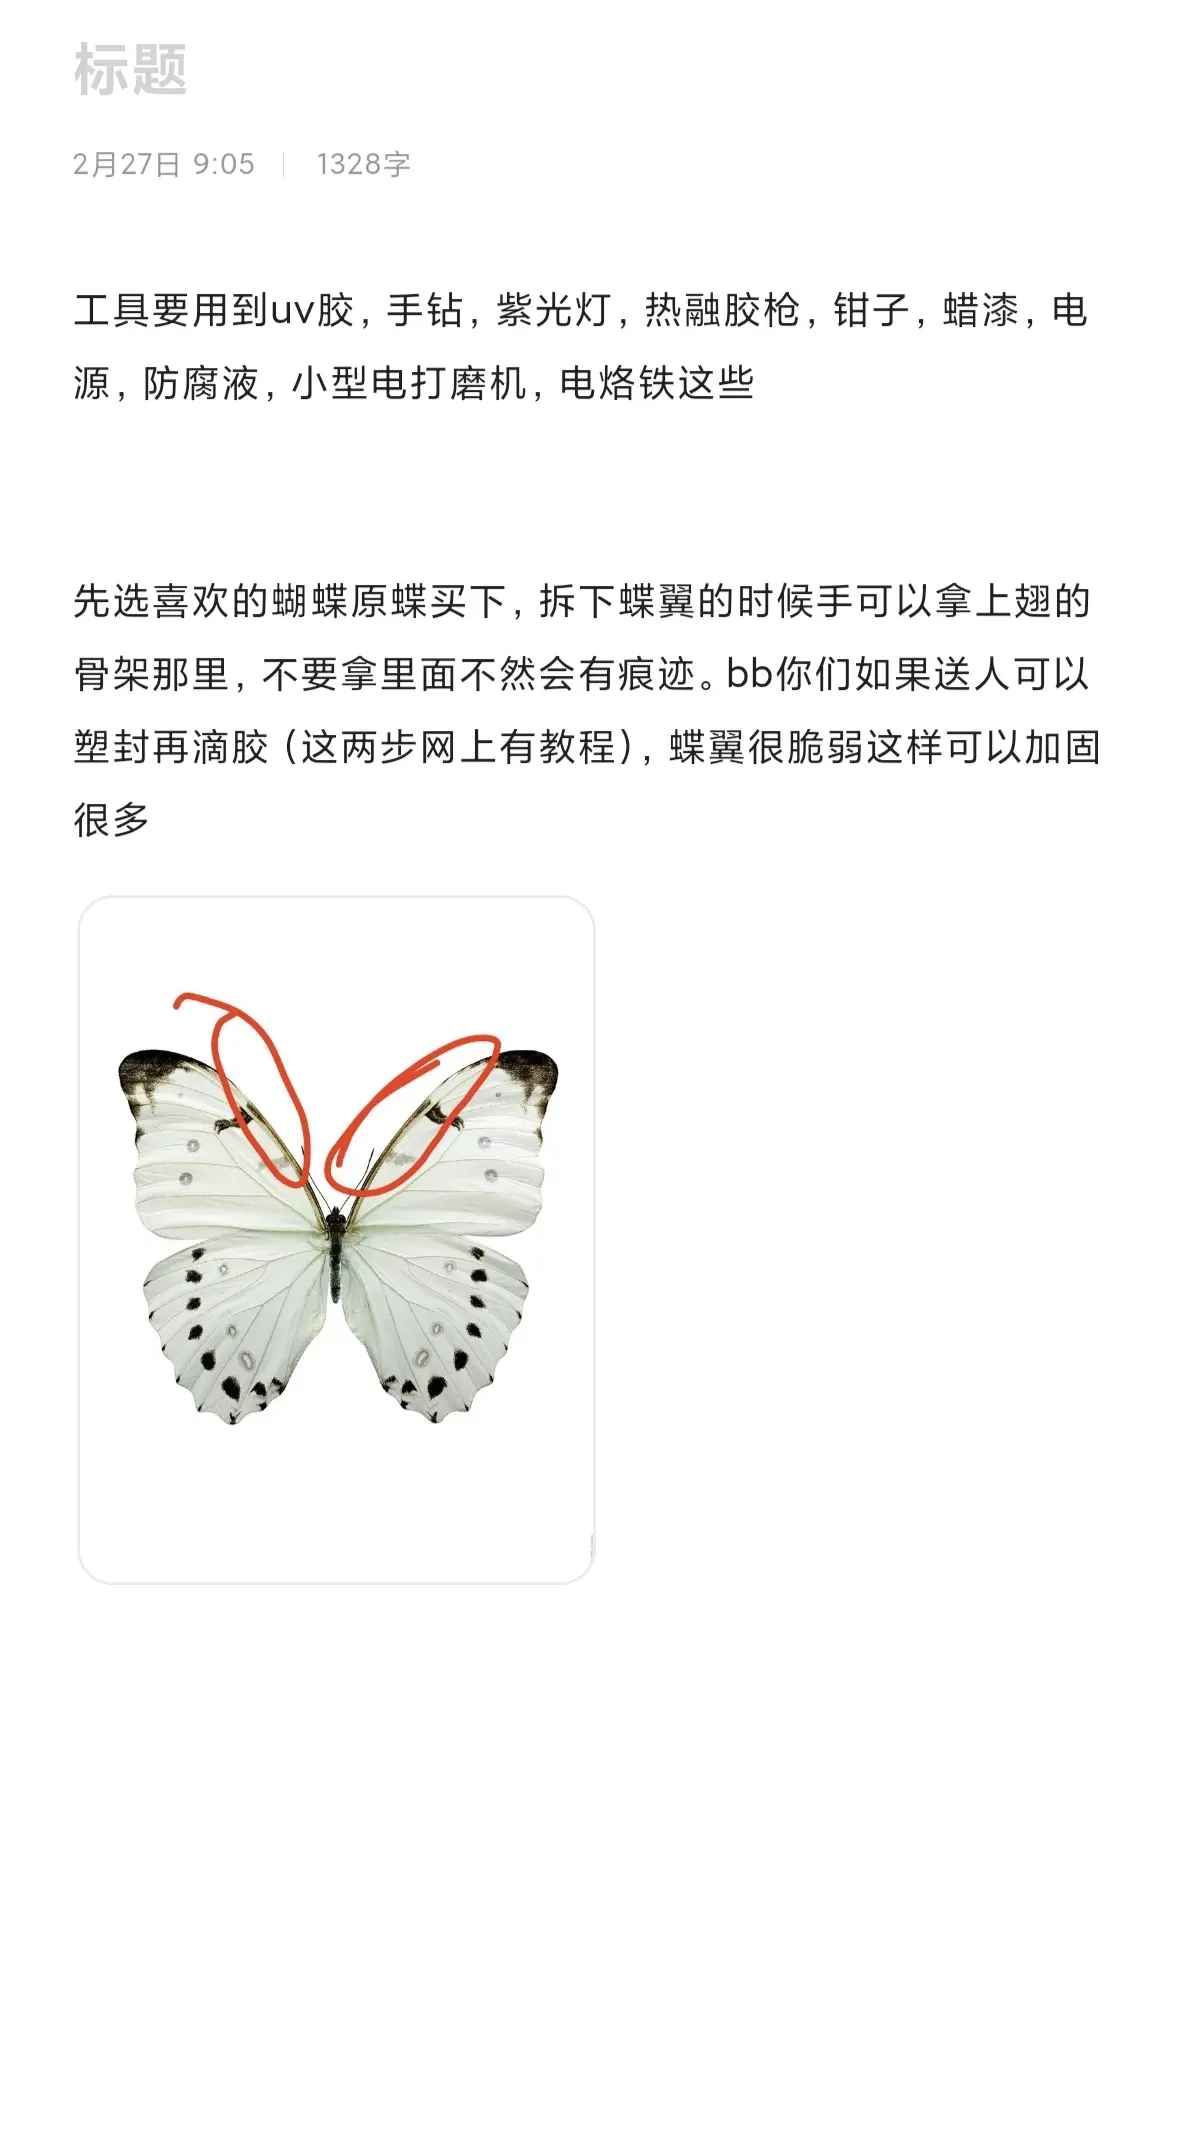 标题
2月27日 9:05 | 1328字
工具要用到uv胶，手钻，紫光灯，热融胶枪，钳子，蜡漆，电
源，防腐液，小型电打磨机，电烙铁这些
先选喜欢的蝴蝶原蝶买下，拆下蝶翼的时候手可以拿上翅的
骨架那里，不要拿里面不然会有痕迹。bb你们如果送人可以
塑封再滴胶（这两步网上有教程），蝶翼很脆弱这样可以加固
很多